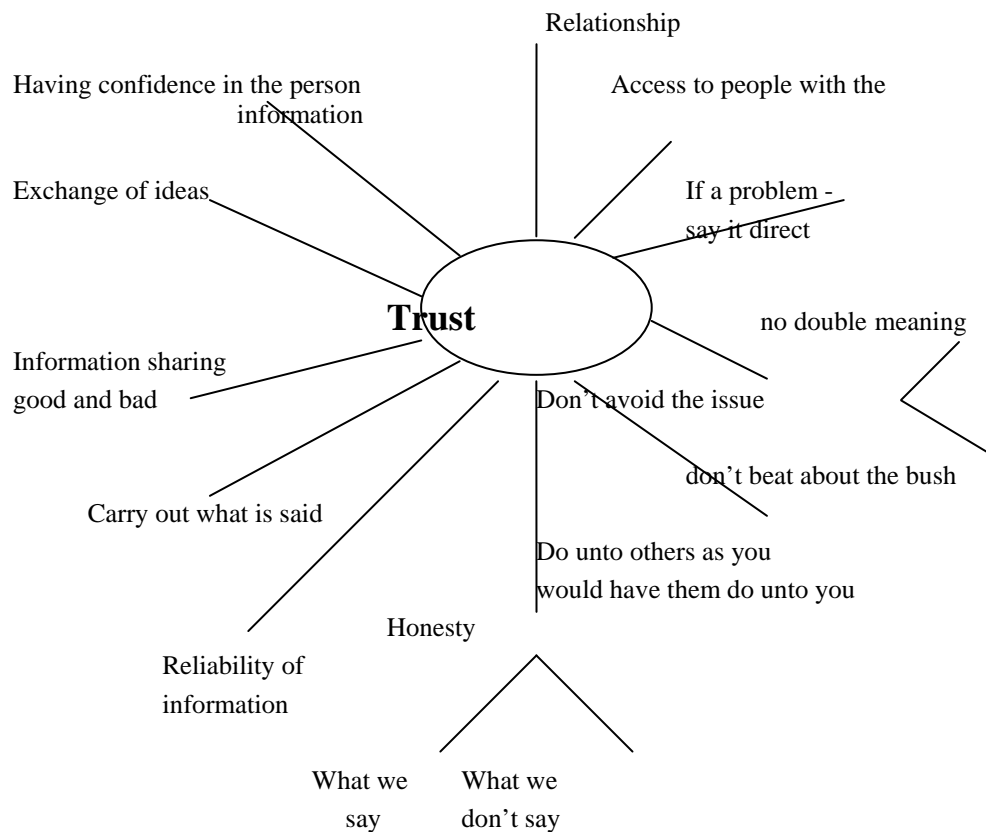 Relationship
Having confidence in the person
Access to people with the
information
Exchange of ideas
If a problem -
say it direct
Trust
no double meaning
Information sharing
good and bad
Don't avoid the issue
don't beat about the bush
Carry out what is said
Do unto others as you
would have them do unto you
Honesty
Reliability of
information
What we
say
What we
don't say